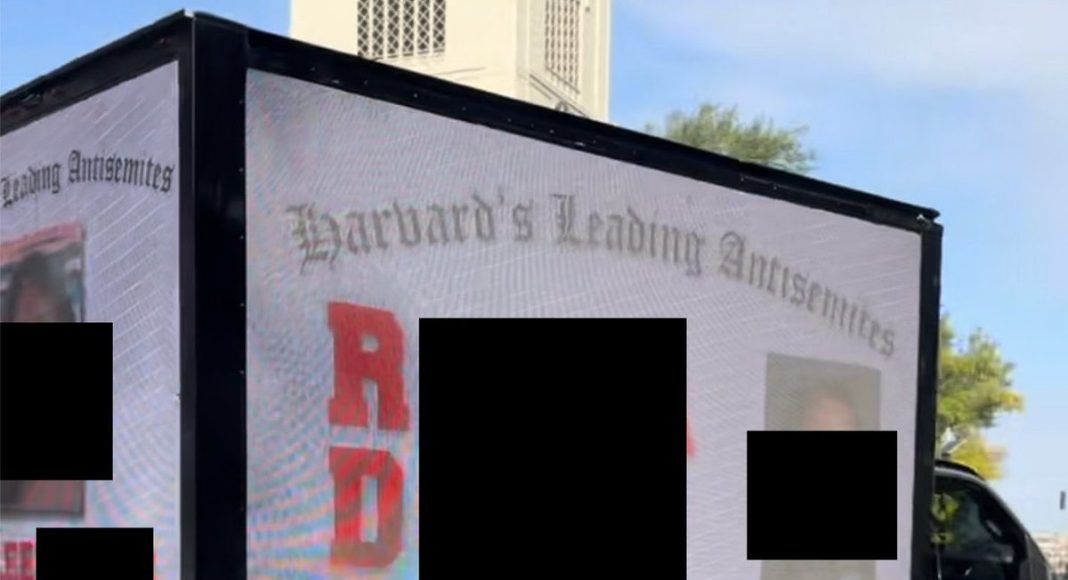 Leading Antisemites
Harvard's Leading Antisemites
R
D